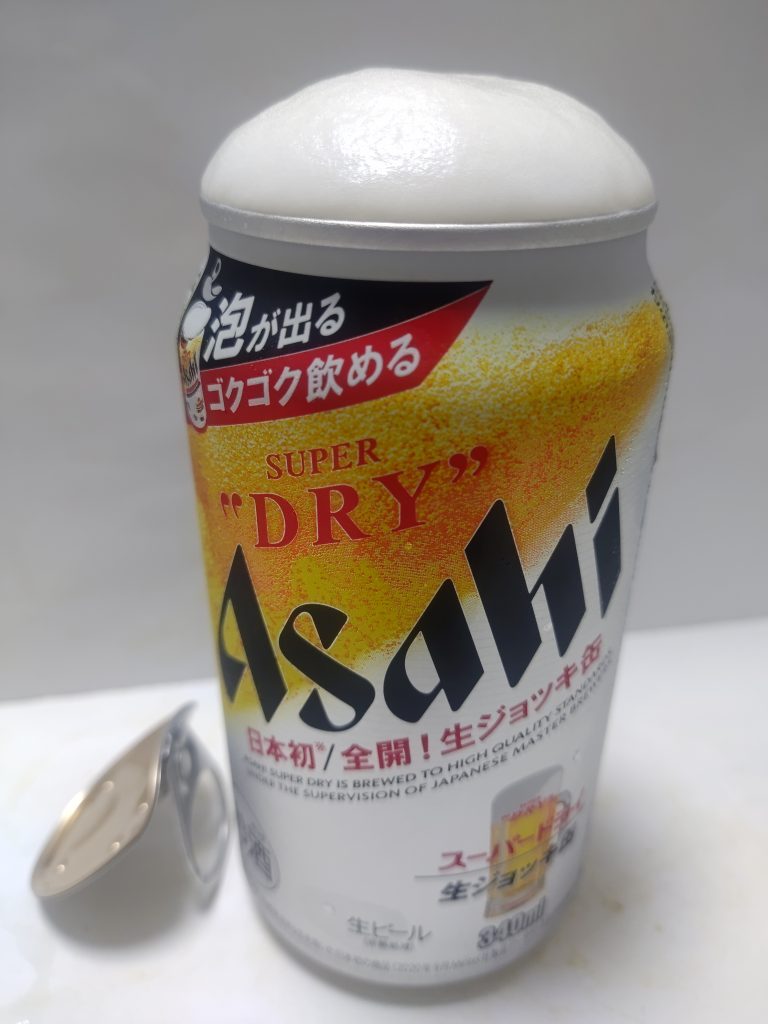 泡が出る
ゴクゴク飲める
Asahi
SUPER
“DRY”
Asahi
日本初※/全開！生ジョッキ缶
ASAHI SUPER DRY IS BREWED TO HIGH QUALITY STANDARDS
UNDER THE SUPERVISION OF JAPANESE MASTER BREWERS
スーパードライ
生ジョッキ缶
酒
生ビール
340ml